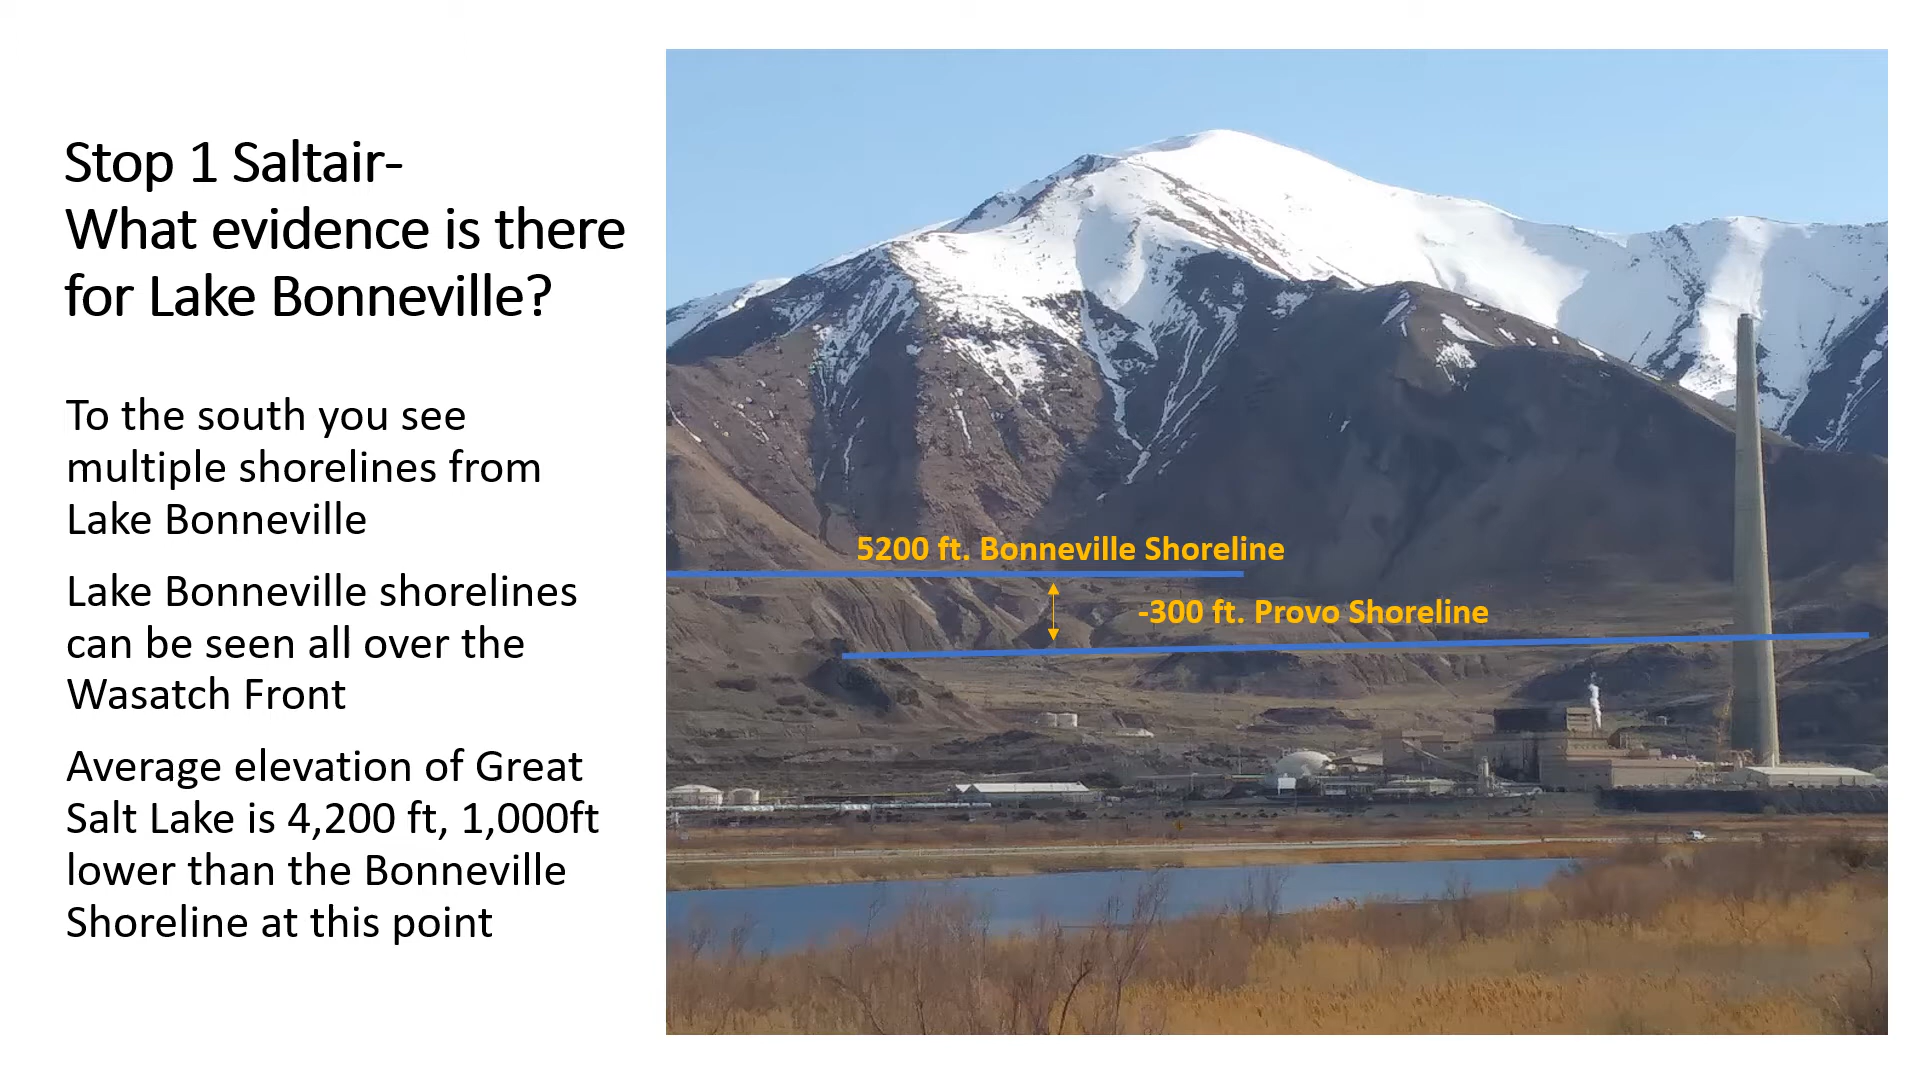 Stop 1 Saltair-
What evidence is there
for Lake Bonneville?
To the south you see
multiple shorelines from
Lake Bonneville
Lake Bonneville shorelines
can be seen all over the
Wasatch Front
Average elevation of Great
Salt Lake is 4,200 ft, 1,000ft
lower than the Bonneville
Shoreline at this point
5200 ft. Bonneville Shoreline
-300 ft. Provo Shoreline